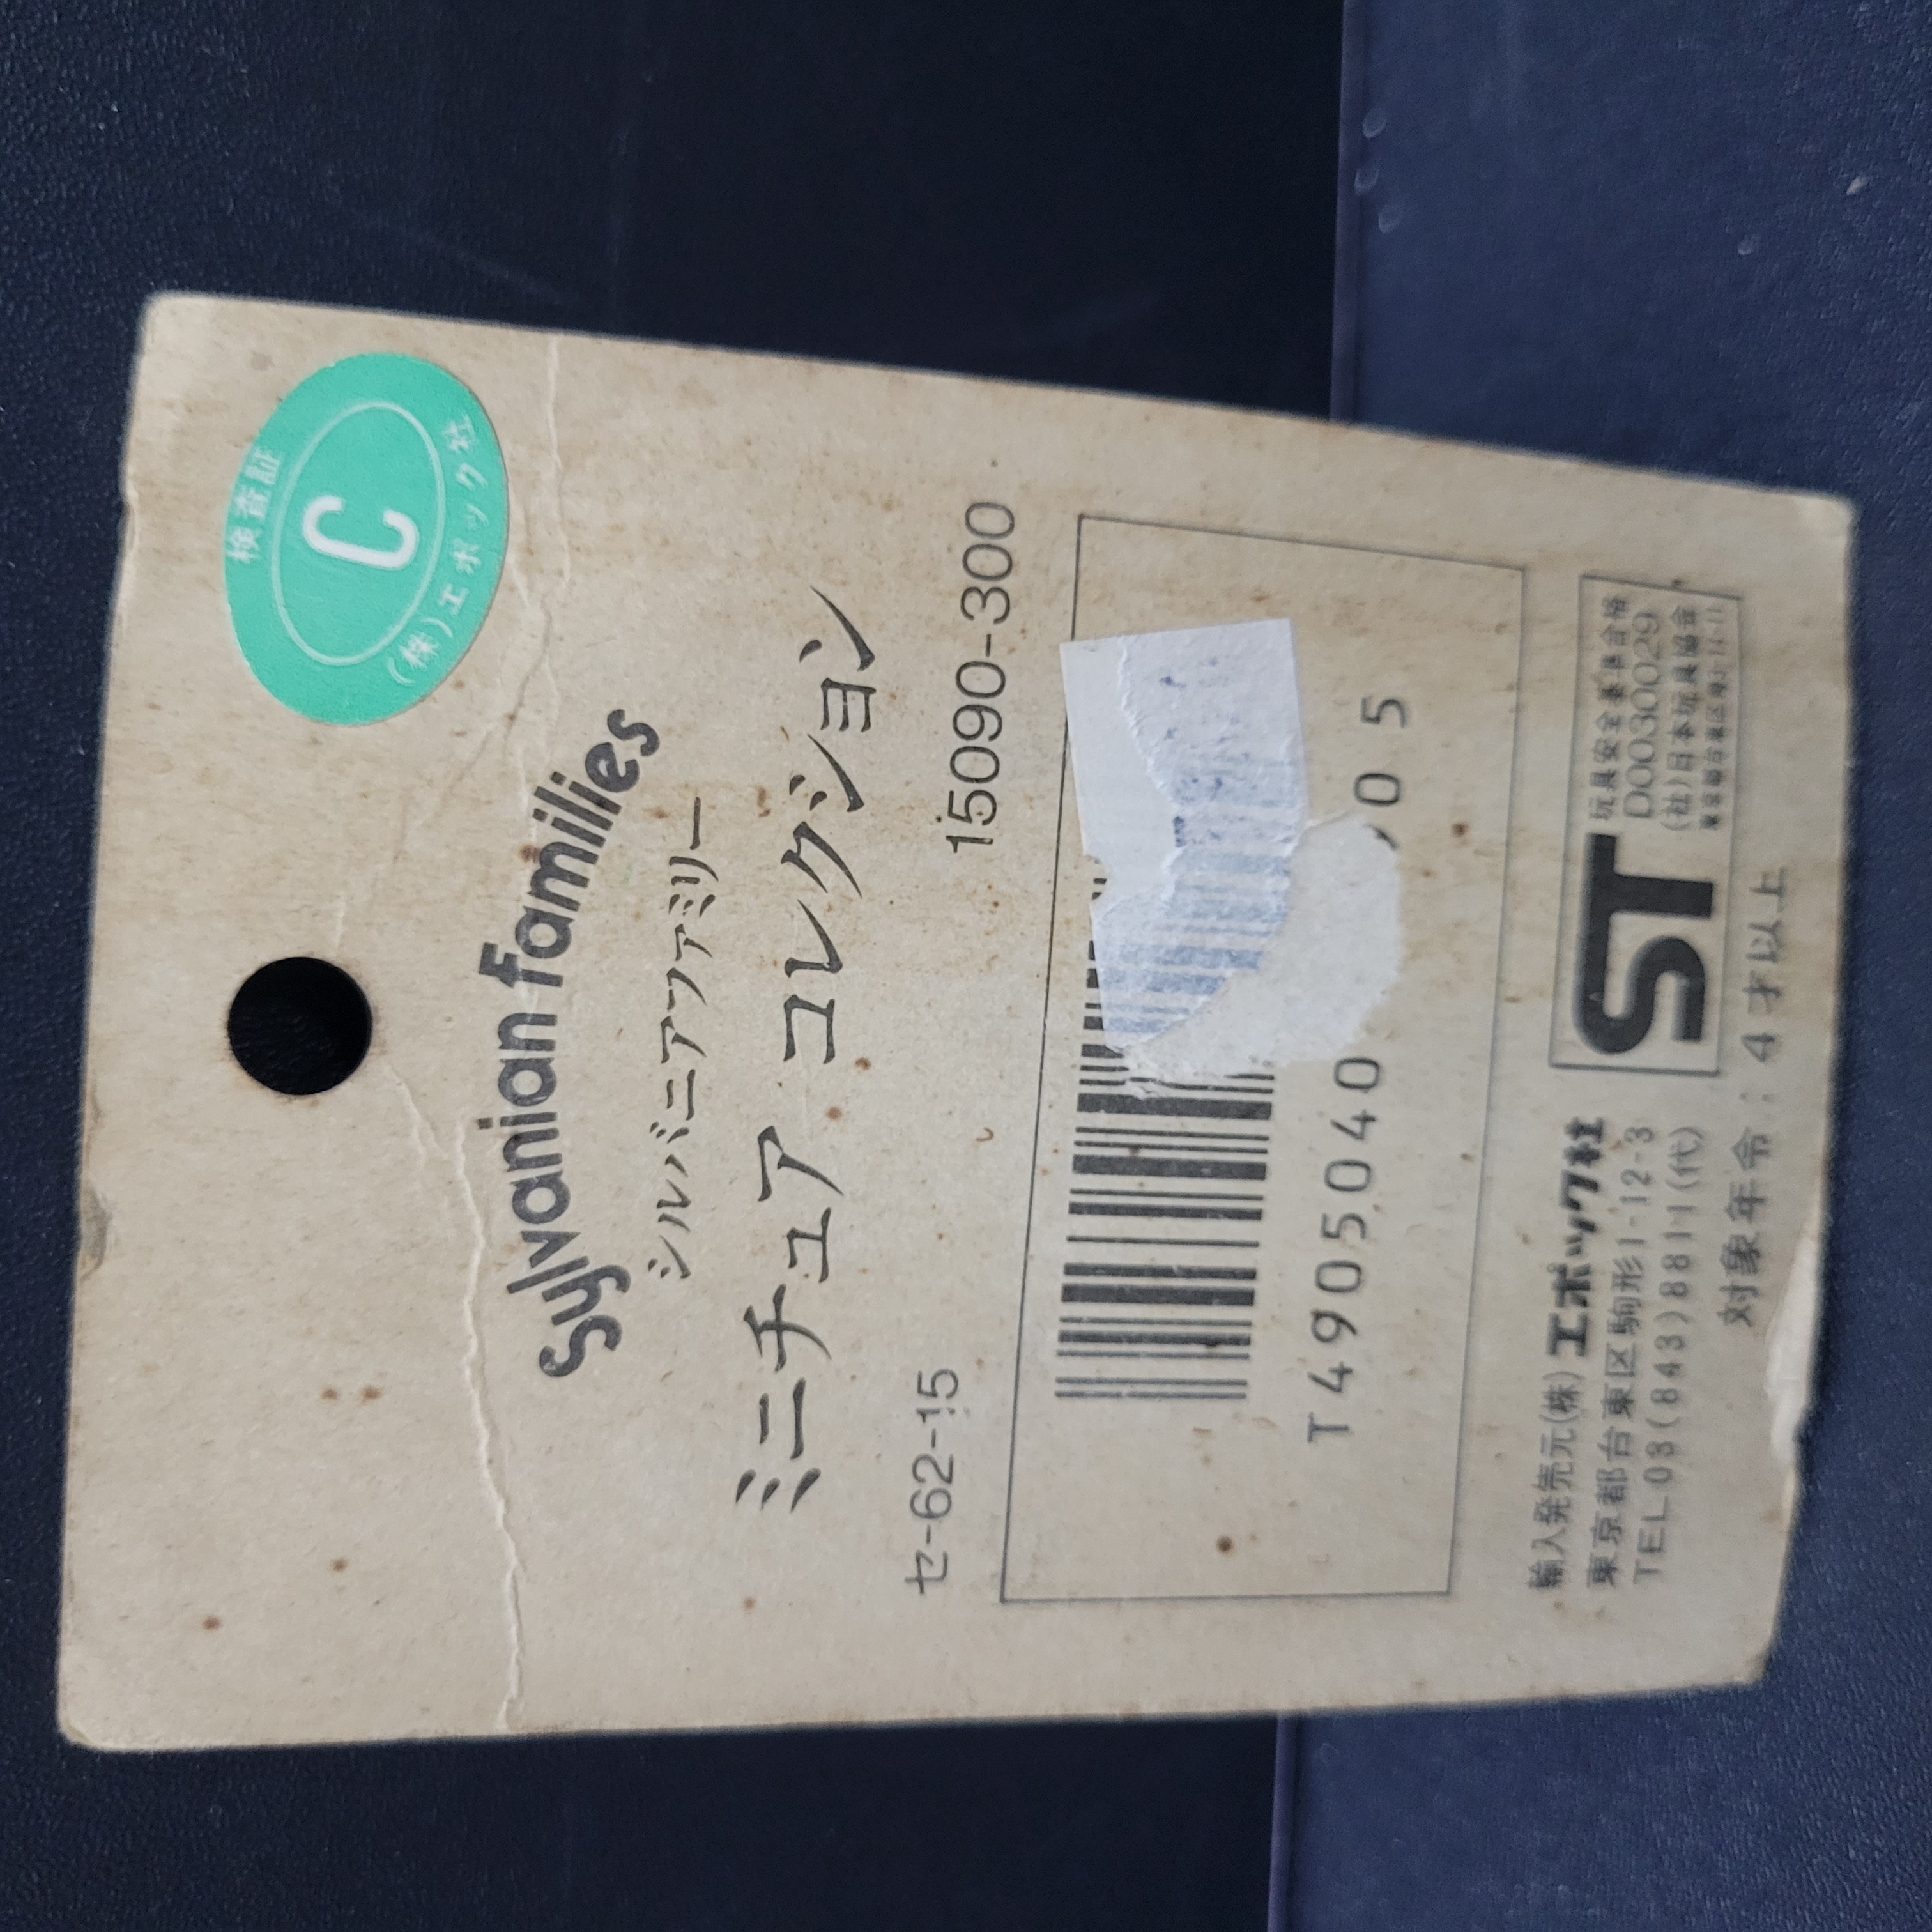 検査証
C
(株)エポック社
Sylvanian families
シルバニアファミリー
ミニチュア コレクション
セ-62-15 15090-300
T 4905040 05
輸入発売元(株)エポック社
東京都台東区駒形1-12-3
TEL 03(843)8811(代)
ST
玩具安全基準合格
D0030029
(社)日本玩具協会
対象年令:4才以上